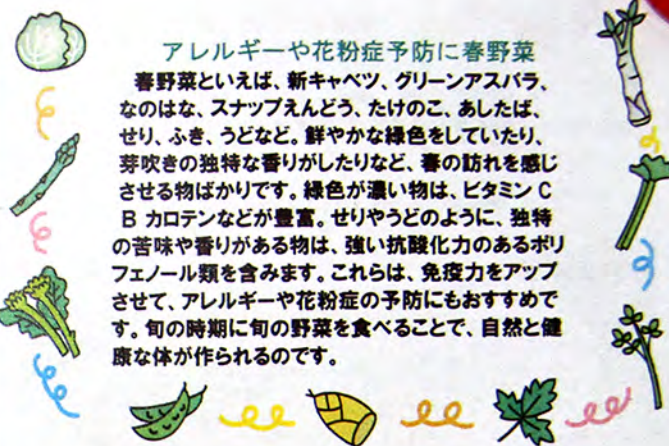 アレルギーや花粉症予防に春野菜
春野菜といえば、新キャベツ、グリーンアスパラ、
なのはな、スナップえんどう、たけのこ、あしたば、
せり、ふき、うどなど。鮮やかな緑色をしていたり、
芽吹きの独特な香りがしたりなど、春の訪れを感じ
させる物ばかりです。緑色が濃い物は、ビタミン C
B カロテンなどが豊富。せりやうどのように、独特
の苦味や香りがある物は、強い抗酸化力のあるポリ
フェノール類を含みます。これらは、免疫力をアップ
させて、アレルギーや花粉症の予防にもおすすめで
す。旬の時期に旬の野菜を食べることで、自然と健
康な体が作られるのです。